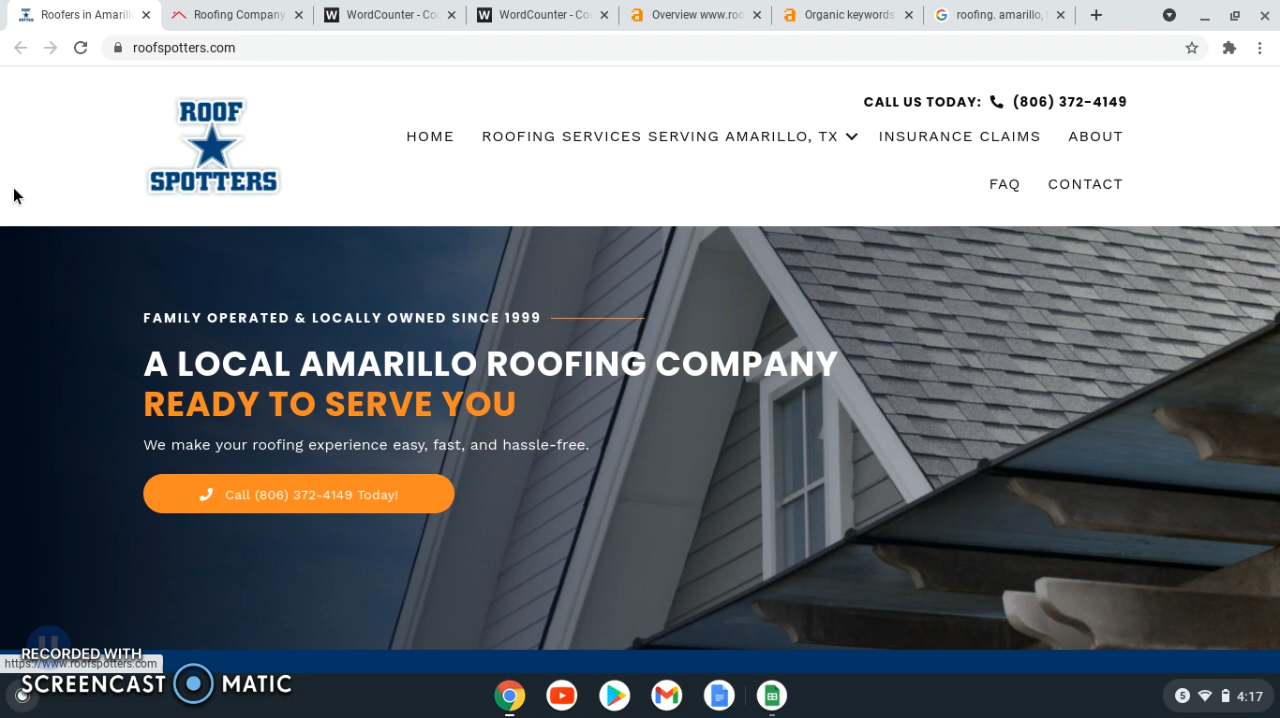 Roofers in Amarill
Roofing Company
WordCounter - Co
WordCounter - Co
Overview www.roo
Organic keywords
roofing. amarillo,
roofspotters.com
ROOF
SPOTTERS
CALL US TODAY: (806) 372-4149
HOME
ROOFING SERVICES SERVING AMARILLO, TX
INSURANCE CLAIMS
ABOUT
FAQ
CONTACT
FAMILY OPERATED & LOCALLY OWNED SINCE 1999
A LOCAL AMARILLO ROOFING COMPANY
READY TO SERVE YOU
We make your roofing experience easy, fast, and hassle-free.
Call (806) 372-4149 Today!
RECORDED WITH
https://www.roofspotters.com
SCREENCAST MATIC
5
4:17